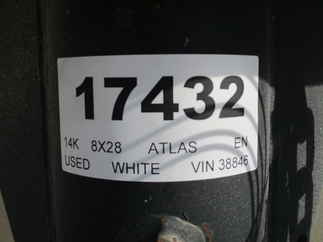 17432
14K 8X28 ATLAS EN
USED WHITE VIN 38846